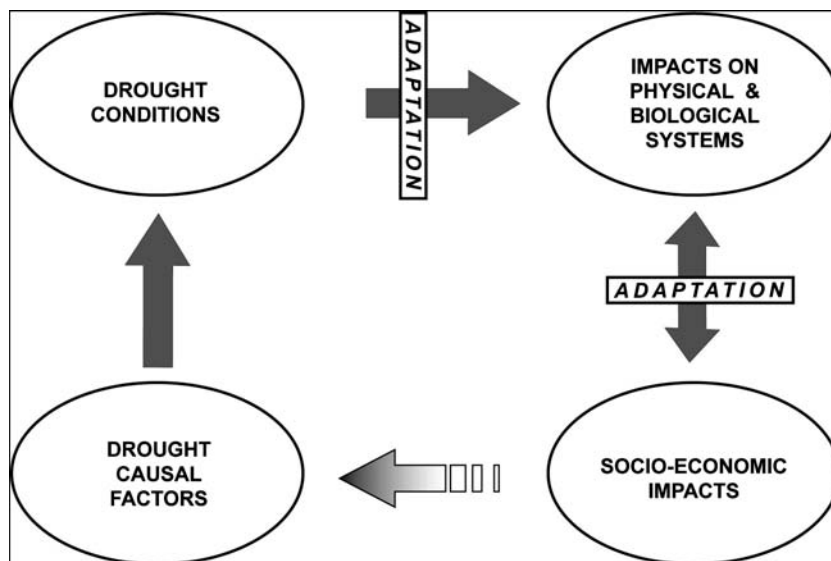 DROUGHT
CONDITIONS
ADAPTATION
IMPACTS ON
PHYSICAL &
BIOLOGICAL
SYSTEMS
ADAPTATION
DROUGHT
CAUSAL
FACTORS
SOCIO-ECONOMIC
IMPACTS